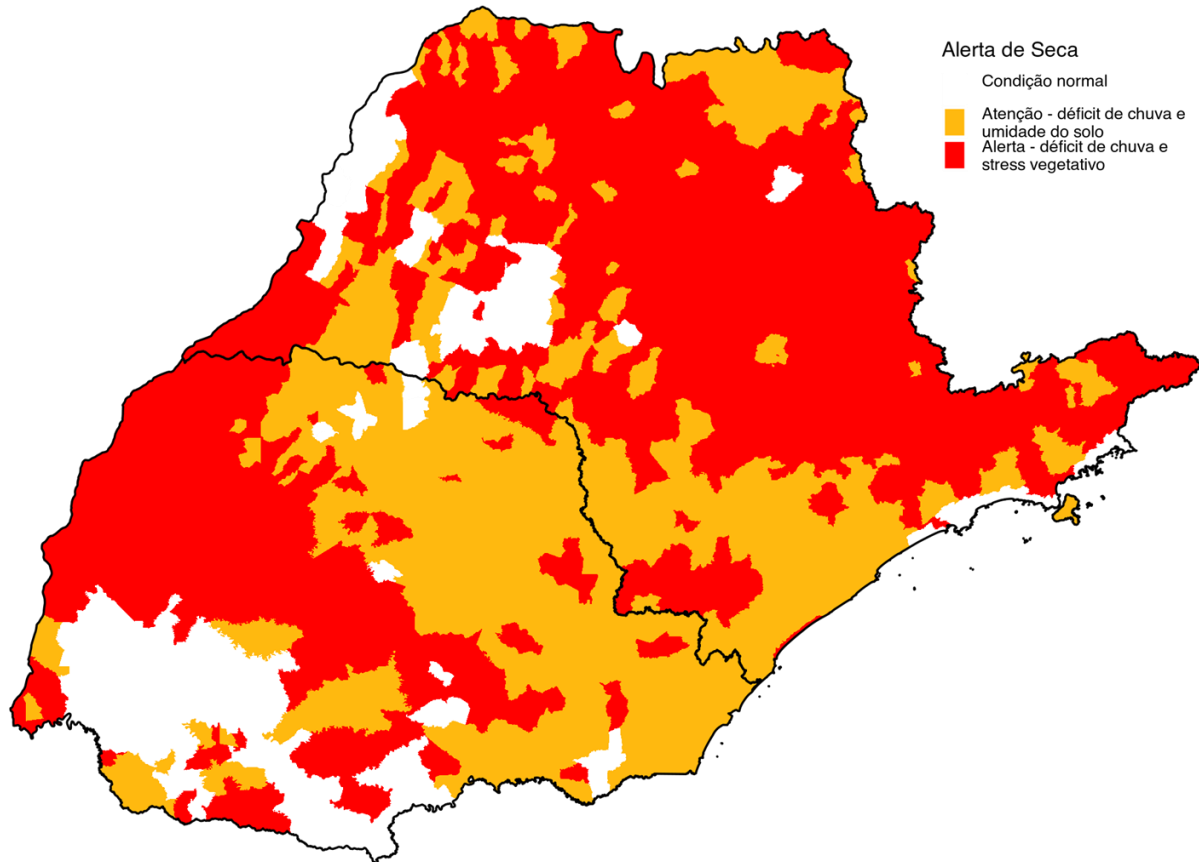 Alerta de Seca
Condição normal
Atenção - déficit de chuva e
umidade do solo
Alerta - déficit de chuva e
stress vegetativo